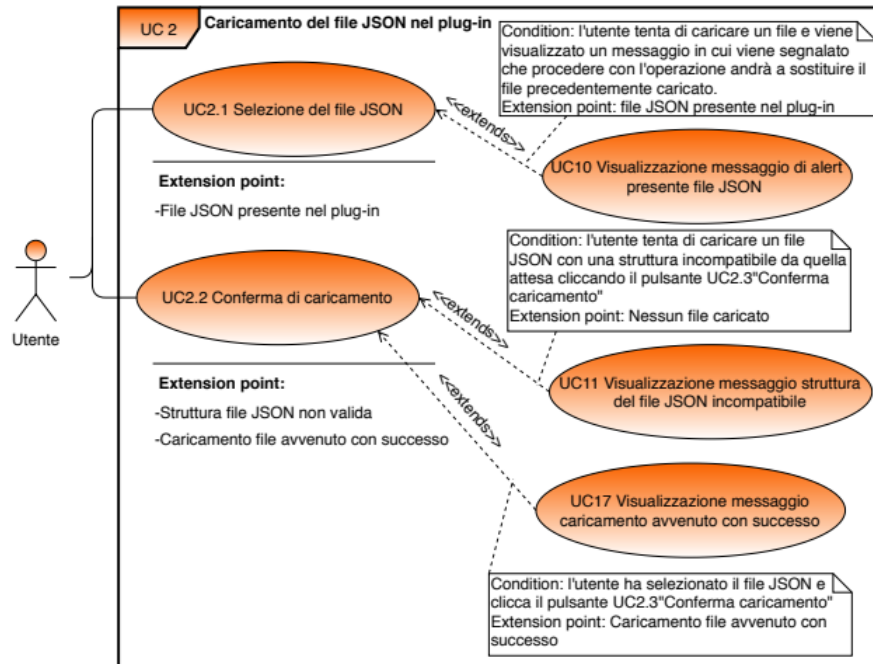 UC 2
Caricamento del file JSON nel plug-in
Condition: l'utente tenta di caricare un file e viene
visualizzato un messaggio in cui viene segnalato
che procedere con l'operazione andrà a sostituire il
file precedentemente caricato.
Extension point: file JSON presente nel plug-in
UC2.1 Selezione del file JSON
<<extends>>
Extension point:
-File JSON presente nel plug-in
UC10 Visualizzazione messaggio di alert
presente file JSON
Condition: l'utente tenta di caricare un file
JSON con una struttura incompatibile da quella
attesa cliccando il pulsante UC2.3"Conferma
caricamento"
Extension point: Nessun file caricato
Utente
UC2.2 Conferma di caricamento
<<extends>>
Extension point:
-Struttura file JSON non valida
-Caricamento file avvenuto con successo
<<extends>>
UC11 Visualizzazione messaggio struttura
del file JSON incompatibile
UC17 Visualizzazione messaggio
caricamento avvenuto con successo
Condition: l'utente ha selezionato il file JSON e
clicca il pulsante UC2.3"Conferma caricamento"
Extension point: Caricamento file avvenuto con
successo